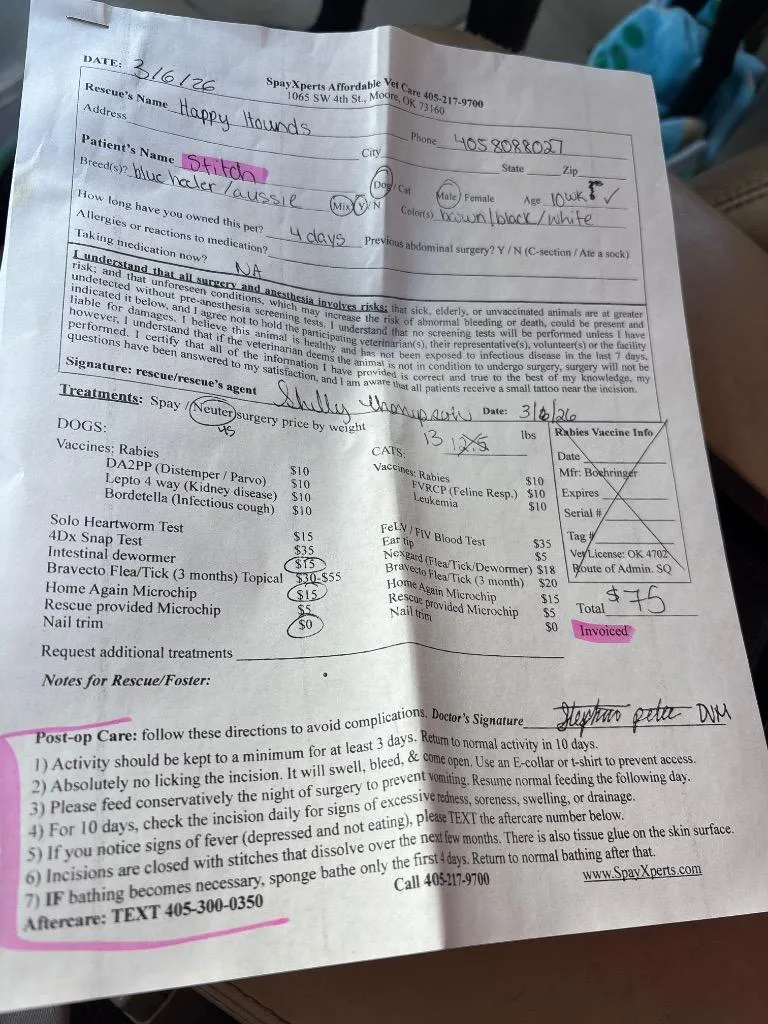 DATE: 3/6/26
SpayXperts Affordable Vet Care 405-217-9700
1065 SW 4th St., Moore, OK 73160
Rescue's Name Happy Hounds
Address City Phone 4058088027
State Zip
Patient's Name Stitch Dog / Cat Male / Female Age 10wk ✓
Breed(s)? blue heeler/aussie Mix Y/N Color(s) brown/black/white
How long have you owned this pet? 4 days Previous abdominal surgery? Y / N (C-section / Ate a sock)
Allergies or reactions to medication?
Taking medication now? NA
I understand that all surgery and anesthesia involves risks; that sick, elderly, or unvaccinated animals are at greater
risk; and that unforeseen conditions, which may increase the risk of abnormal bleeding or death, could be present and
undetected without pre-anesthesia screening tests. I understand that no screening tests will be performed unless I have
indicated it below, and I agree not to hold the participating veterinarian(s), their representative(s), volunteer(s) or the facility
liable for damages. I believe this animal is healthy and has not been exposed to infectious disease in the last 7 days,
however, I understand that if the veterinarian deems the animal is not in condition to undergo surgery, surgery will not be
performed. I certify that all of the information I have provided is correct and true to the best of my knowledge, my
questions have been answered to my satisfaction, and I am aware that all patients receive a small tattoo near the incision.
Signature: rescue/rescue's agent Shelly Thompson Date: 3/6/26
Treatments: Spay / Neuter surgery price by weight 13 12.5 lbs
45
DOGS:
Vaccines: Rabies $10
DA2PP (Distemper / Parvo) $10
Lepto 4 way (Kidney disease) $10
Bordetella (Infectious cough) $10
Solo Heartworm Test $15
4Dx Snap Test $35
Intestinal dewormer $15
Bravecto Flea/Tick (3 months) Topical $30-$55
Home Again Microchip $15
Rescue provided Microchip $5
Nail trim $0
CATS:
Vaccines: Rabies $10
FVRCP (Feline Resp.) $10
Leukemia $10
FeLV / FIV Blood Test $35
Ear tip $5
Nexgard (Flea/Tick/Dewormer) $18
Bravecto Flea/Tick (3 month) $20
Home Again Microchip $15
Rescue provided Microchip $5
Nail trim $0
Rabies Vaccine Info
Date
Mfr: Boehringer
Expires
Serial #
Tag #
Vet License: OK 4702
Route of Admin. SQ
Total $75
Invoiced
Request additional treatments
Notes for Rescue/Foster:
Doctor's Signature DVM
Post-op Care: follow these directions to avoid complications.
1) Activity should be kept to a minimum for at least 3 days. Return to normal activity in 10 days.
2) Absolutely no licking the incision. It will swell, bleed, & come open. Use an E-collar or t-shirt to prevent access.
3) Please feed conservatively the night of surgery to prevent vomiting. Resume normal feeding the following day.
4) For 10 days, check the incision daily for signs of excessive redness, soreness, swelling, or drainage.
5) If you notice signs of fever (depressed and not eating), please TEXT the aftercare number below.
6) Incisions are closed with stitches that dissolve over the next few months. There is also tissue glue on the skin surface.
7) IF bathing becomes necessary, sponge bathe only the first 4 days. Return to normal bathing after that.
Aftercare: TEXT 405-300-0350 Call 405-217-9700 www.SpayXperts.com